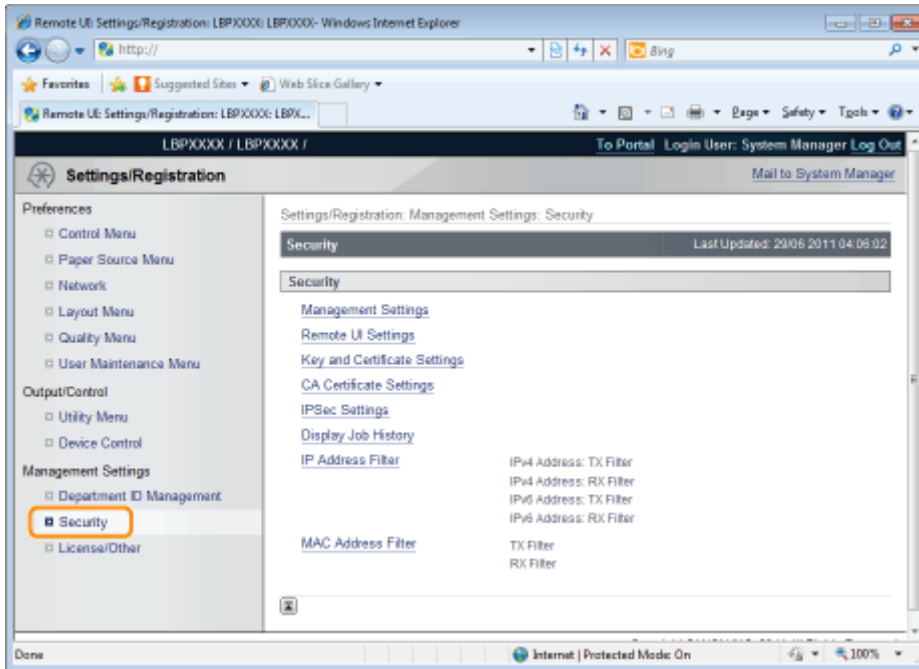 Remote UI: Settings/Registration: LBPXXXX: LBPXXXX- Windows Internet Explorer
http://
Bing
Favorites Suggested Sites Web Slice Gallery
Remote UI: Settings/Registration: LBPXXXX: LBPX...
Page Safety Tools
LBPXXXX / LBPXXXX /
To Portal Login User: System Manager Log Out
Settings/Registration
Mail to System Manager
Preferences
Control Menu
Paper Source Menu
Network
Layout Menu
Quality Menu
User Maintenance Menu
Output/Control
Utility Menu
Device Control
Management Settings
Department ID Management
Security
License/Other
Settings/Registration: Management Settings: Security
Security
Last Updated: 29/06 2011 04:06:02
Security
Management Settings
Remote UI Settings
Key and Certificate Settings
CA Certificate Settings
IPSec Settings
Display Job History
IP Address Filter
IPv4 Address: TX Filter
IPv4 Address: RX Filter
IPv6 Address: TX Filter
IPv6 Address: RX Filter
MAC Address Filter
TX Filter
RX Filter
Done
Internet | Protected Mode: On
100%